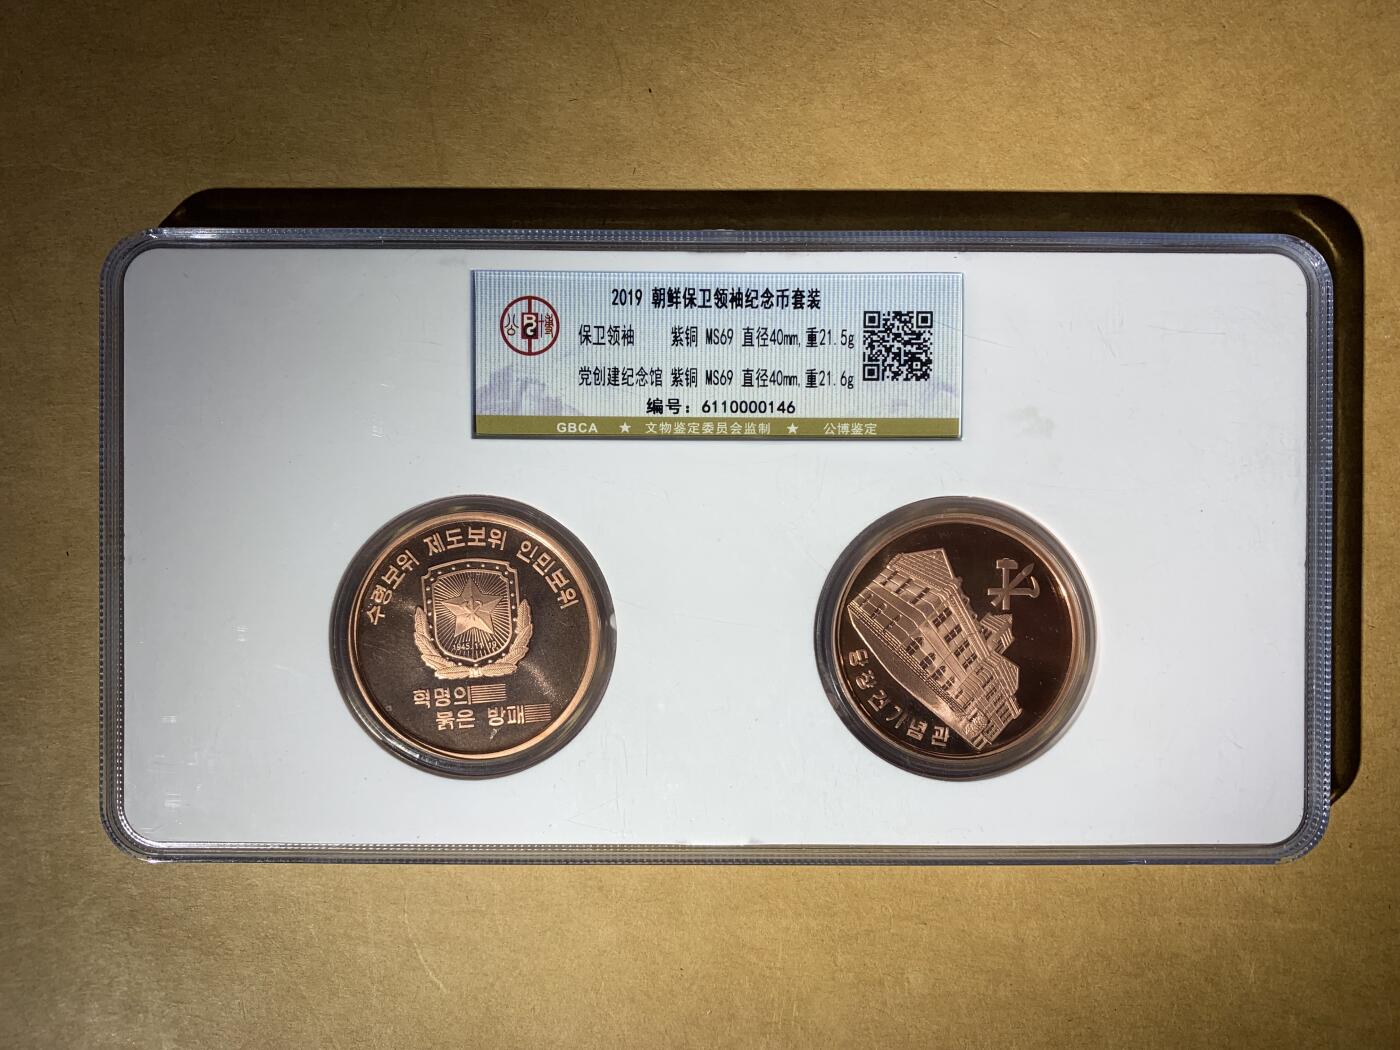 2019 朝鲜保卫领袖纪念币套装
公 PG 博
保卫领袖 紫铜 MS69 直径40mm,重21.5g
党创建纪念馆 紫铜 MS69 直径40mm,重21.6g
编号：6110000146
GBCA ★ 文物鉴定委员会监制 ★ 公博鉴定
수령보위 제도보위 인민보위
혁명의
붉은 방패
당창건기념관